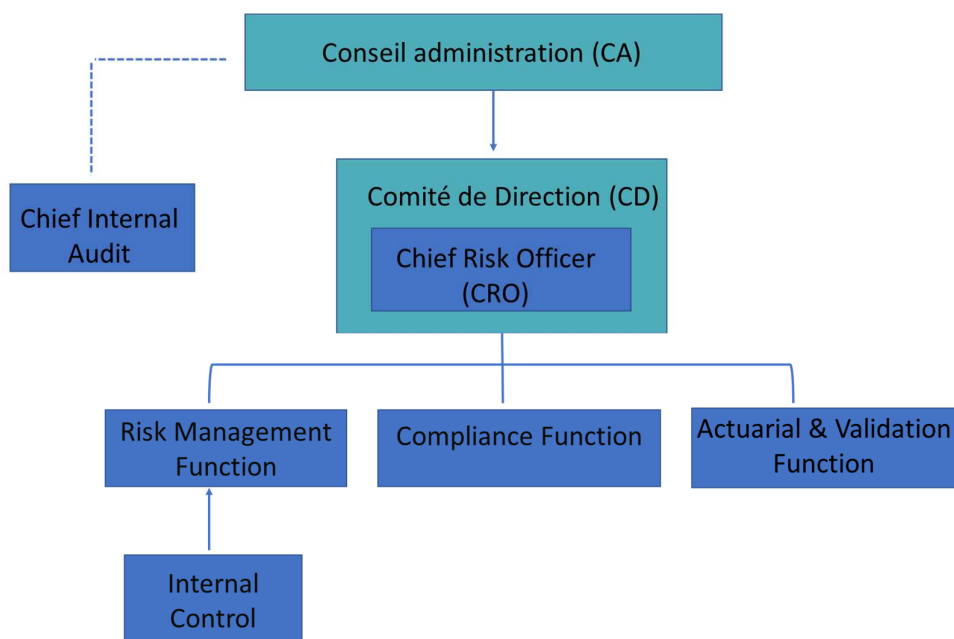 Conseil administration (CA)
Chief Internal
Audit
Comité de Direction (CD)
Chief Risk Officer
(CRO)
Risk Management
Function
Compliance Function
Actuarial & Validation
Function
Internal
Control